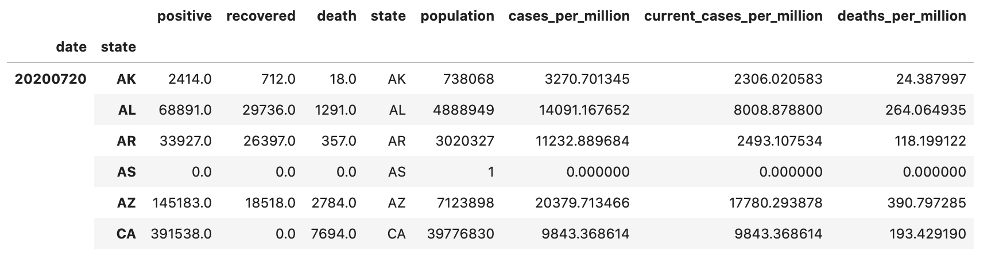 positive recovered death state population cases_per_million current_cases_per_million deaths_per_million
date state
20200720 AK 2414.0 712.0 18.0 AK 738068 3270.701345 2306.020583 24.387997
AL 68891.0 29736.0 1291.0 AL 4888949 14091.167652 8008.878800 264.064935
AR 33927.0 26397.0 357.0 AR 3020327 11232.889684 2493.107534 118.199122
AS 0.0 0.0 0.0 AS 1 0.000000 0.000000 0.000000
AZ 145183.0 18518.0 2784.0 AZ 7123898 20379.713466 17780.293878 390.797285
CA 391538.0 0.0 7694.0 CA 39776830 9843.368614 9843.368614 193.429190